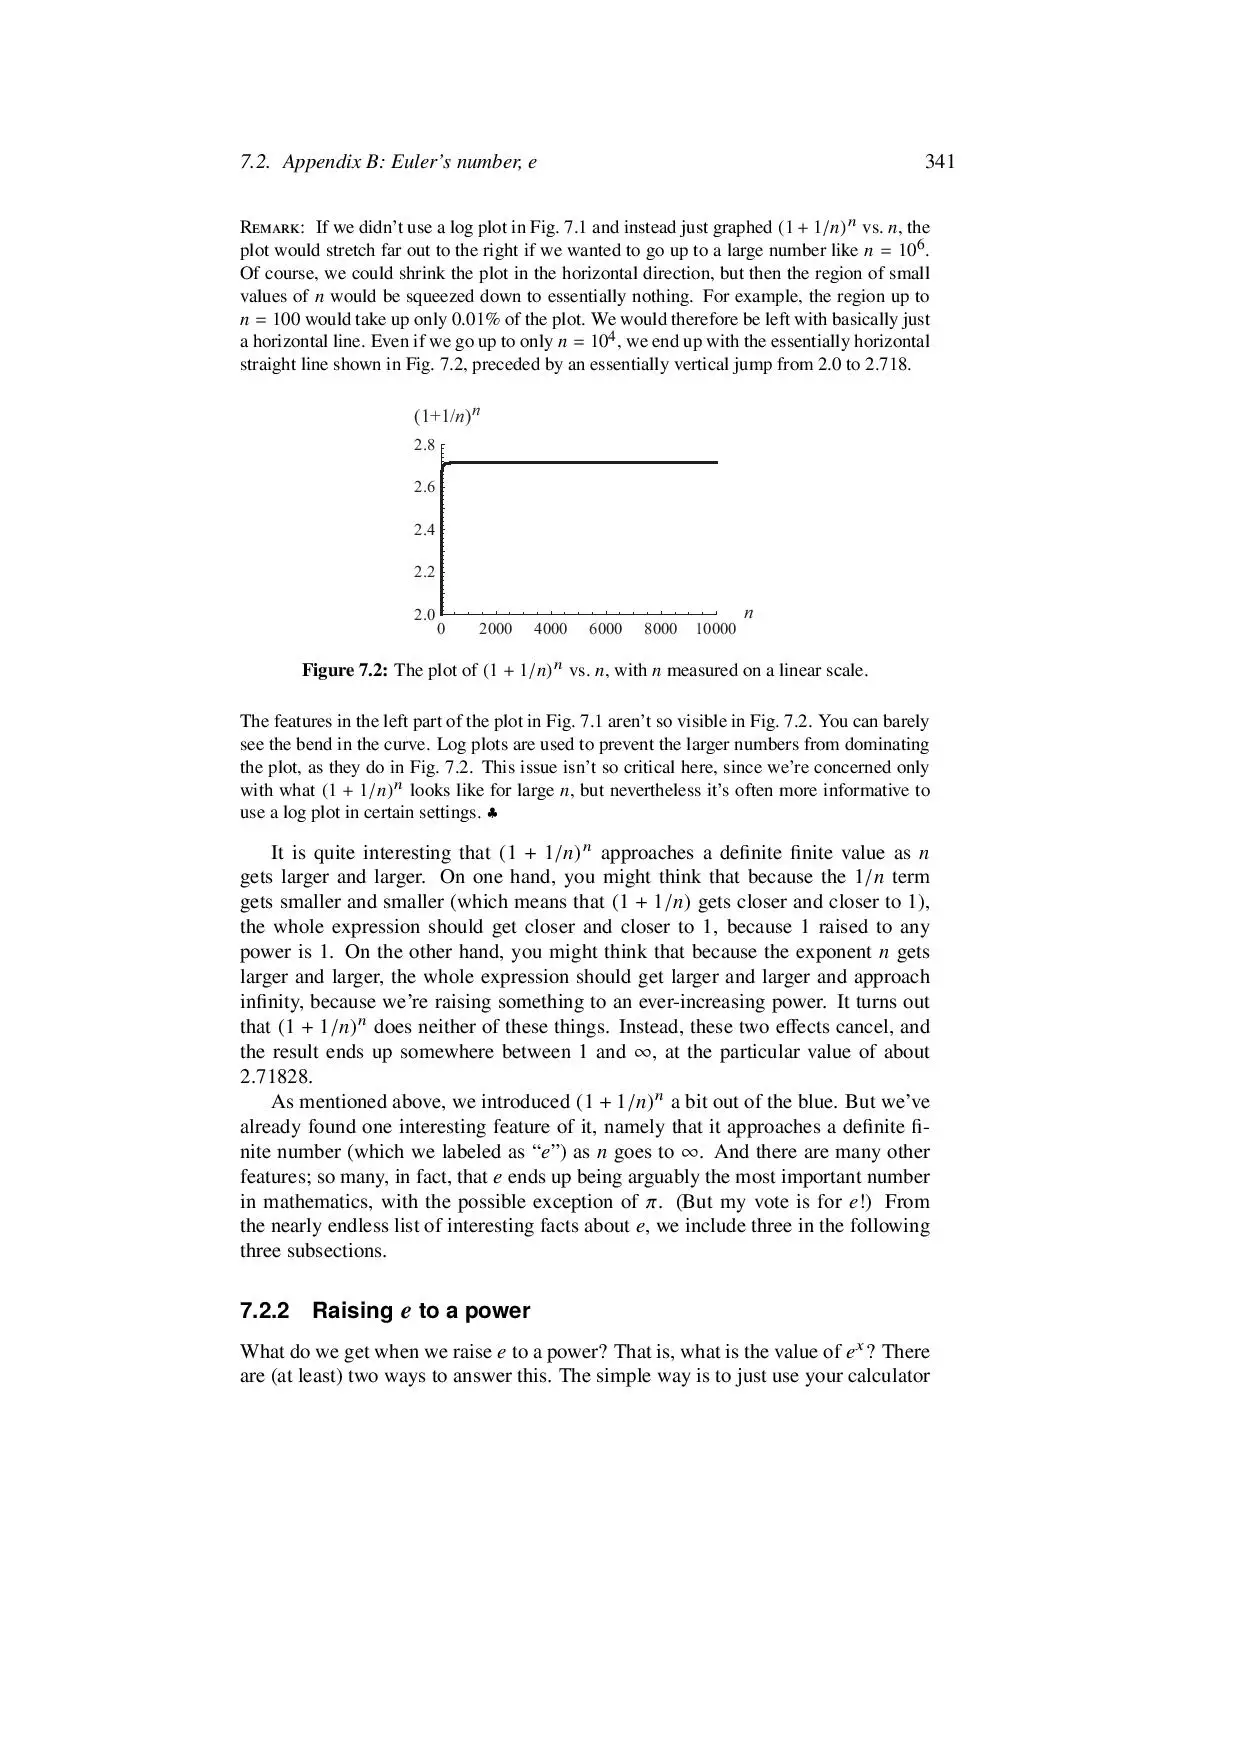 7.2. Appendix B: Euler's number, e 341
REMARK: If we didn't use a log plot in Fig. 7.1 and instead just graphed (1 + 1/n)ⁿ vs. n, the
plot would stretch far out to the right if we wanted to go up to a large number like n = 10⁶.
Of course, we could shrink the plot in the horizontal direction, but then the region of small
values of n would be squeezed down to essentially nothing. For example, the region up to
n = 100 would take up only 0.01% of the plot. We would therefore be left with basically just
a horizontal line. Even if we go up to only n = 10⁴, we end up with the essentially horizontal
straight line shown in Fig. 7.2, preceded by an essentially vertical jump from 2.0 to 2.718.
(1+1/n)ⁿ
2.8
2.6
2.4
2.2
2.0 n
0 2000 4000 6000 8000 10000
Figure 7.2: The plot of (1 + 1/n)ⁿ vs. n, with n measured on a linear scale.
The features in the left part of the plot in Fig. 7.1 aren't so visible in Fig. 7.2. You can barely
see the bend in the curve. Log plots are used to prevent the larger numbers from dominating
the plot, as they do in Fig. 7.2. This issue isn't so critical here, since we're concerned only
with what (1 + 1/n)ⁿ looks like for large n, but nevertheless it's often more informative to
use a log plot in certain settings. ♣
It is quite interesting that (1 + 1/n)ⁿ approaches a definite finite value as n
gets larger and larger. On one hand, you might think that because the 1/n term
gets smaller and smaller (which means that (1 + 1/n) gets closer and closer to 1),
the whole expression should get closer and closer to 1, because 1 raised to any
power is 1. On the other hand, you might think that because the exponent n gets
larger and larger, the whole expression should get larger and larger and approach
infinity, because we're raising something to an ever-increasing power. It turns out
that (1 + 1/n)ⁿ does neither of these things. Instead, these two effects cancel, and
the result ends up somewhere between 1 and ∞, at the particular value of about
2.71828.
As mentioned above, we introduced (1 + 1/n)ⁿ a bit out of the blue. But we've
already found one interesting feature of it, namely that it approaches a definite fi-
nite number (which we labeled as “e”) as n goes to ∞. And there are many other
features; so many, in fact, that e ends up being arguably the most important number
in mathematics, with the possible exception of π. (But my vote is for e!) From
the nearly endless list of interesting facts about e, we include three in the following
three subsections.
7.2.2 Raising e to a power
What do we get when we raise e to a power? That is, what is the value of eˣ? There
are (at least) two ways to answer this. The simple way is to just use your calculator